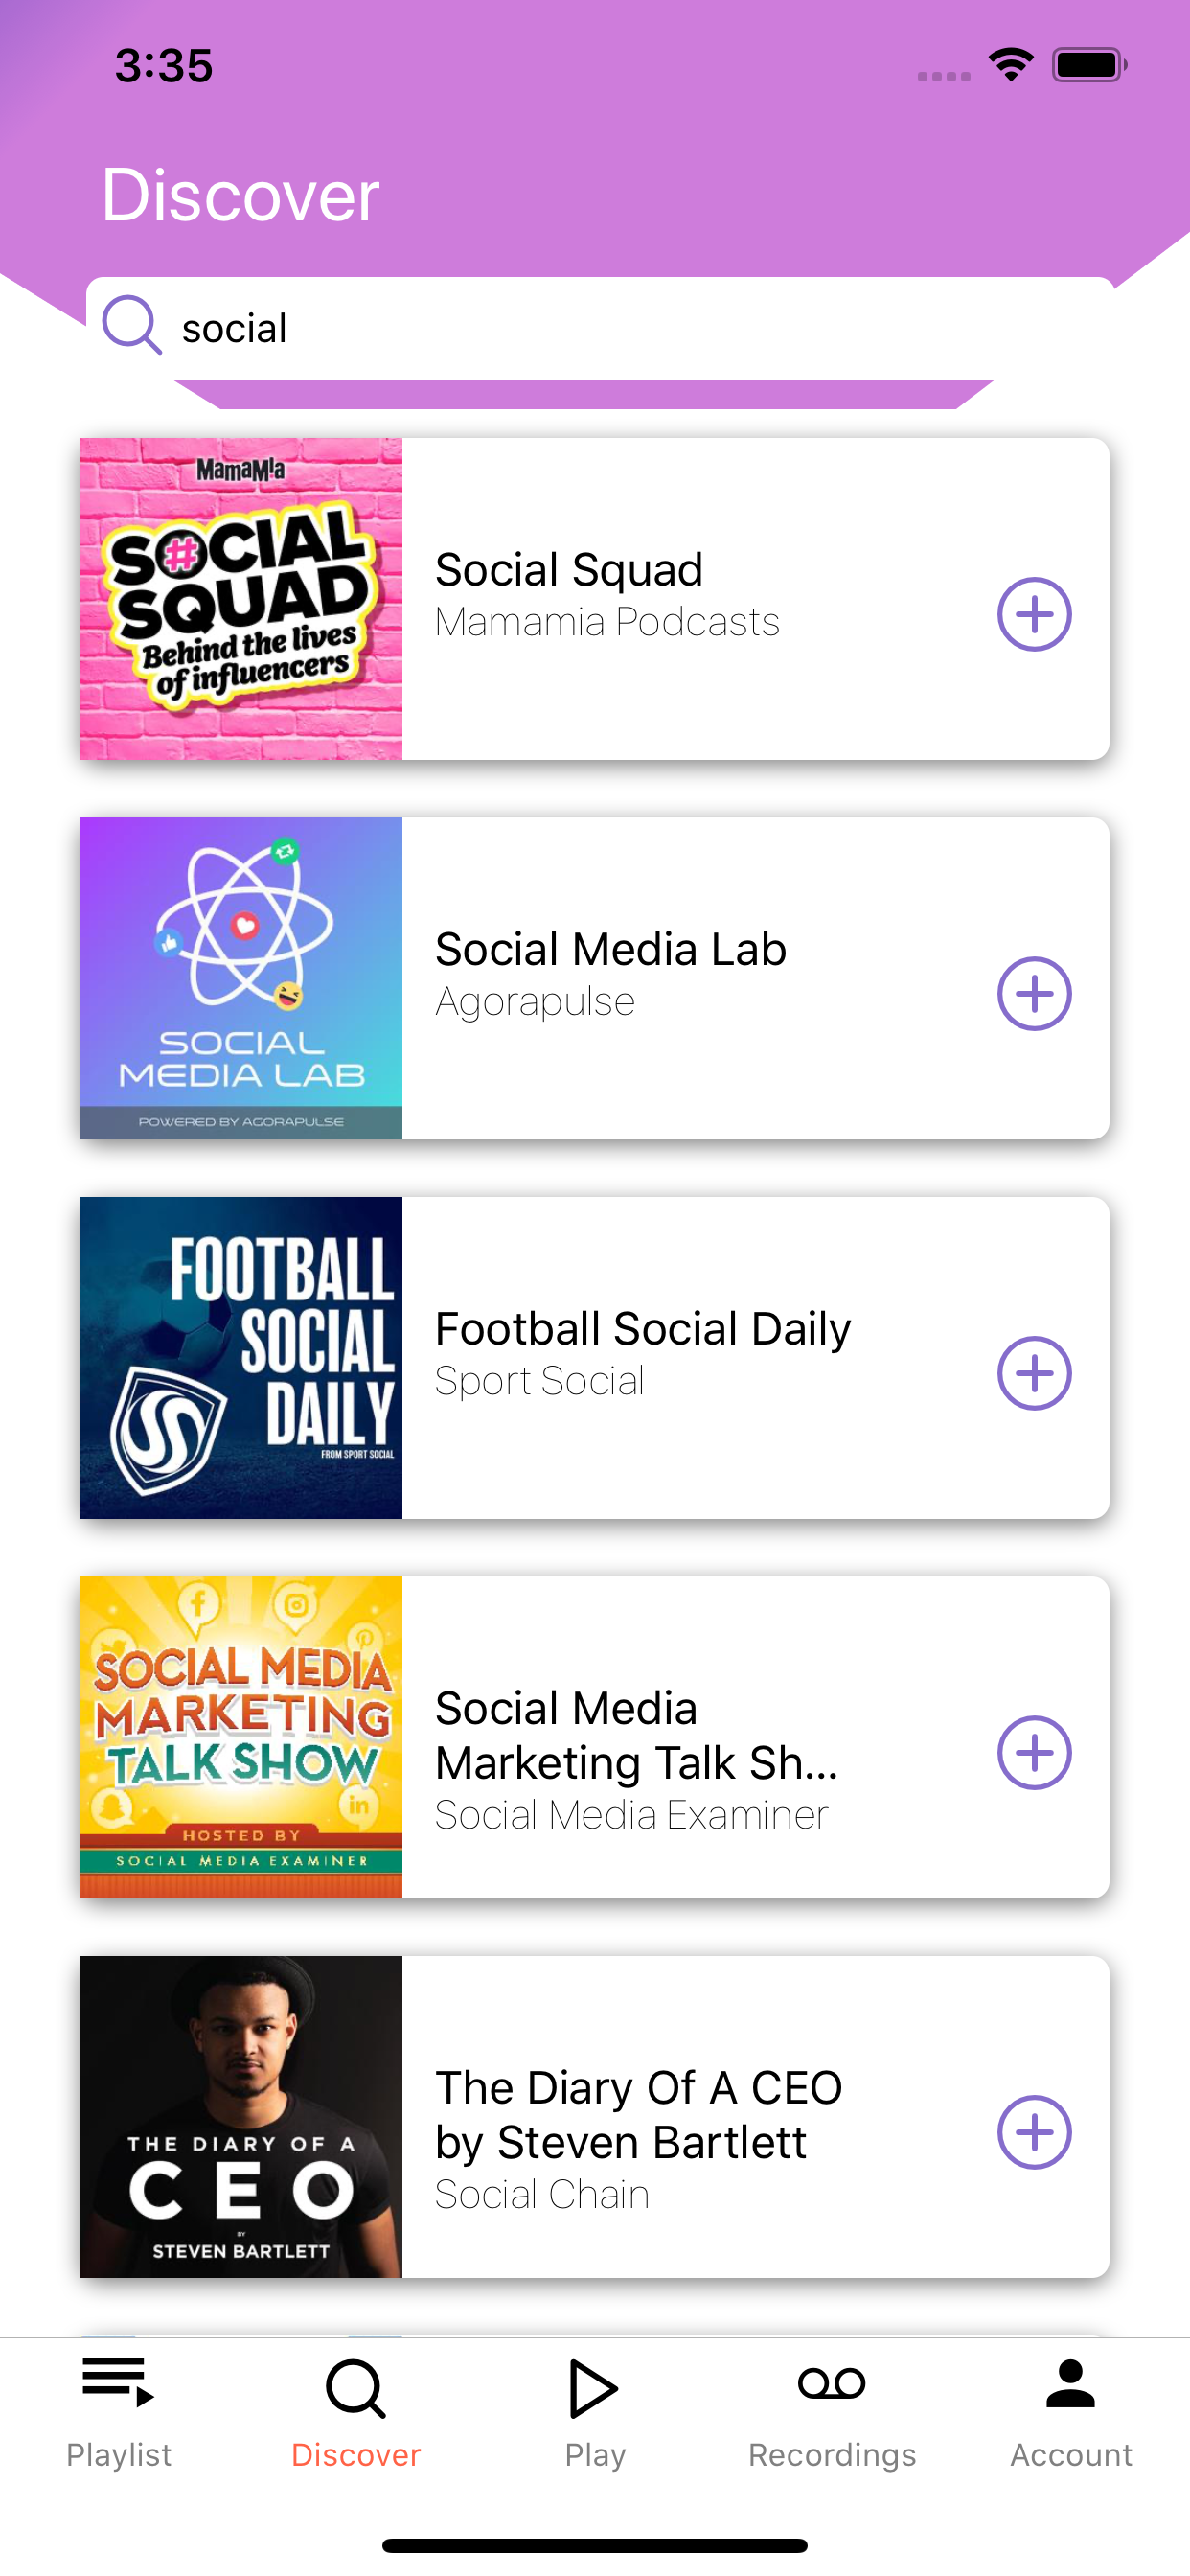 3:35
Discover
social
MamaMia
S#CIAL
SQUAD
Behind the lives
of influencers
Social Squad
Mamamia Podcasts
SOCIAL
MEDIA LAB
POWERED BY AGORAPULSE
Social Media Lab
Agorapulse
FOOTBALL
SOCIAL
DAILY
FROM SPORT SOCIAL
Football Social Daily
Sport Social
SOCIAL MEDIA
MARKETING
TALK SHOW
in
HOSTED BY
SOCIAL MEDIA EXAMINER
Social Media
Marketing Talk Sh...
Social Media Examiner
THE DIARY OF A
CEO
BY
STEVEN BARTLETT
The Diary Of A CEO
by Steven Bartlett
Social Chain
Playlist
Discover
Play
Recordings
Account